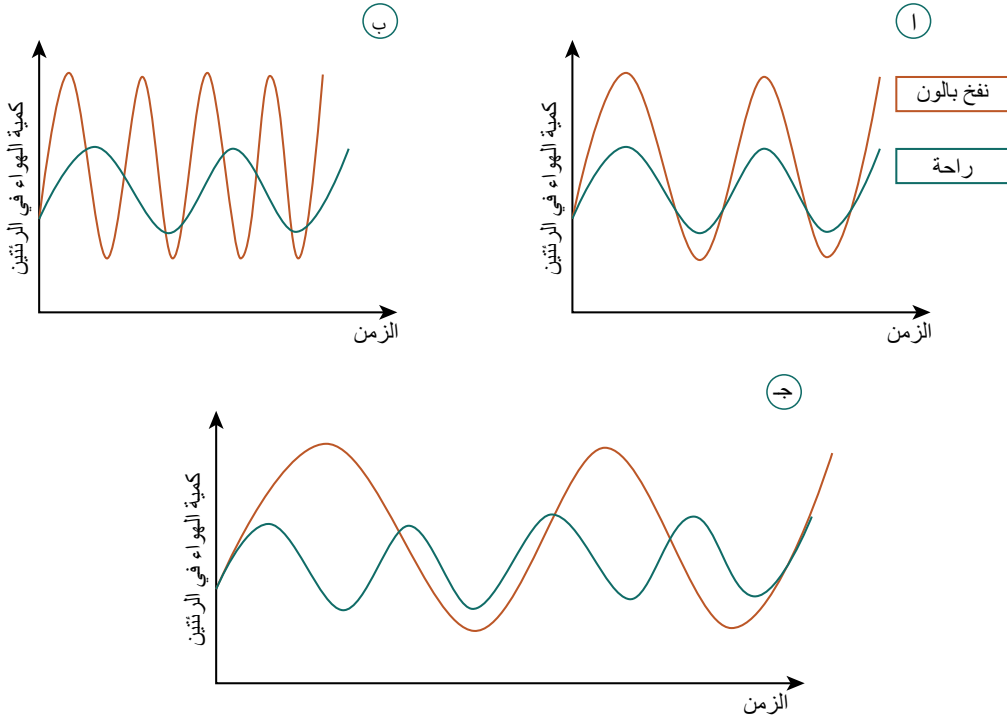 ا
نفخ بالون
راحة
كمية الهواء في الرئتين
الزمن
ب
كمية الهواء في الرئتين
الزمن
جـ
كمية الهواء في الرئتين
الزمن